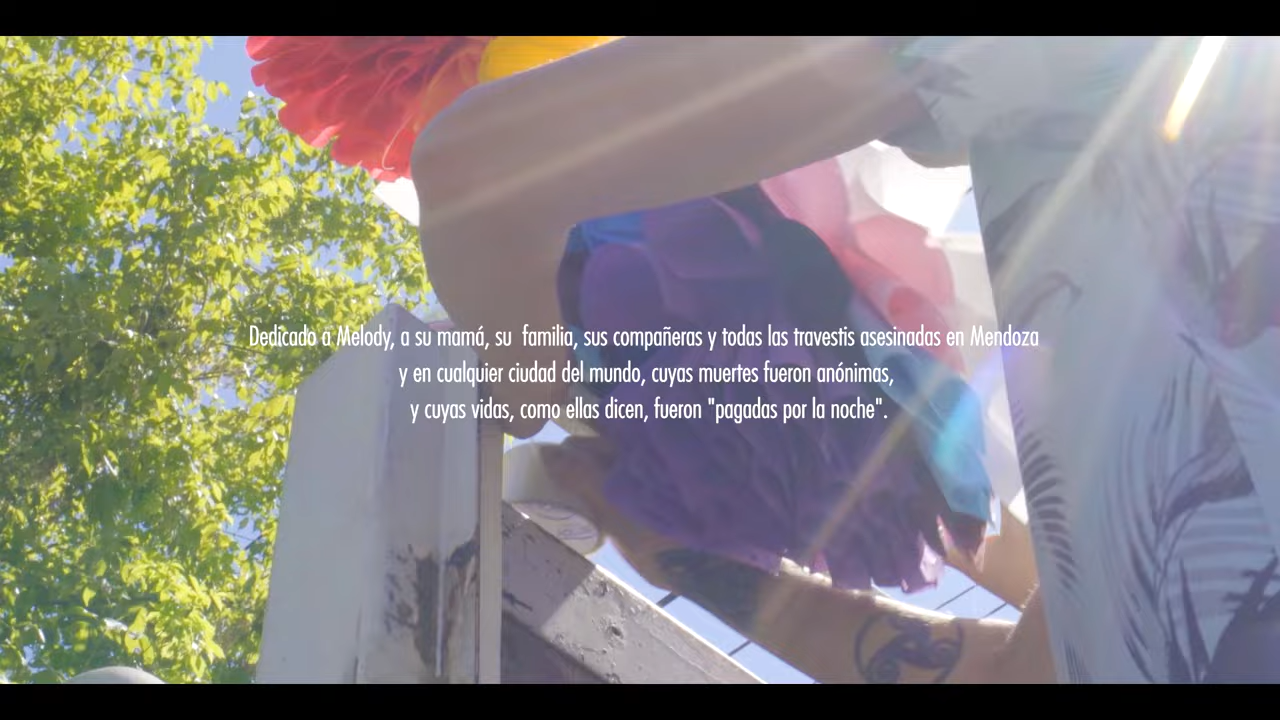 Dedicado a Melody, a su mamá, su  familia, sus compañeras y todas las travestis asesinadas en Mendoza
y en cualquier ciudad del mundo, cuyas muertes fueron anónimas,
y cuyas vidas, como ellas dicen, fueron "pagadas por la noche".